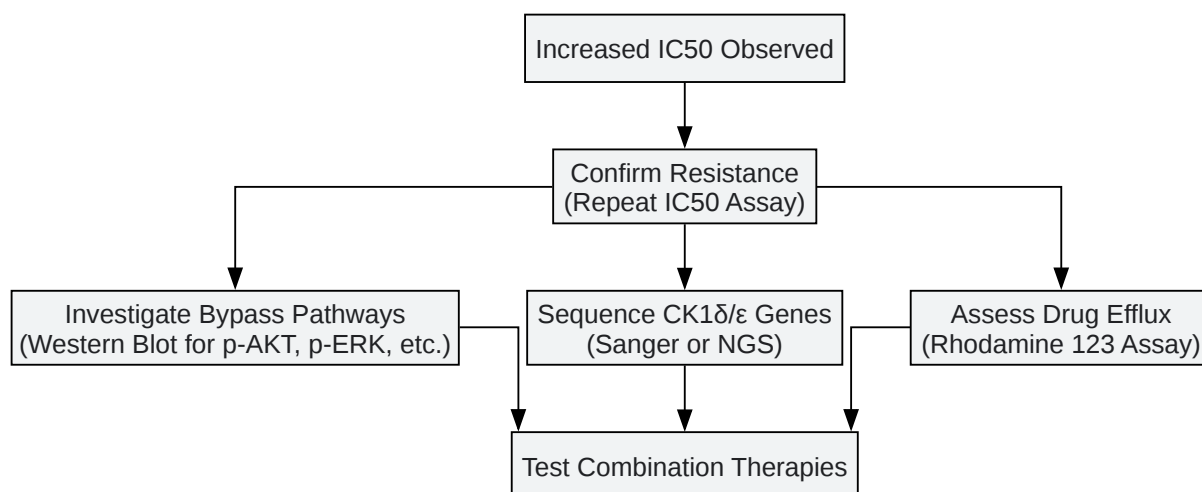 Increased IC50 Observed
Confirm Resistance
(Repeat IC50 Assay)
Investigate Bypass Pathways
(Western Blot for p-AKT, p-ERK, etc.)
Sequence CK1δ/ε Genes
(Sanger or NGS)
Assess Drug Efflux
(Rhodamine 123 Assay)
Test Combination Therapies